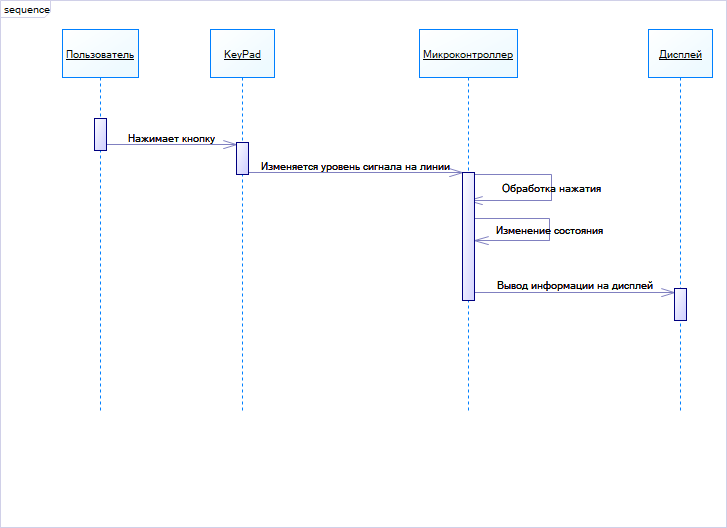 sequence
Пользователь
KeyPad
Микроконтроллер
Дисплей
Нажимает кнопку
Изменяется уровень сигнала на линии
Обработка нажатия
Изменение состояния
Вывод информации на дисплей